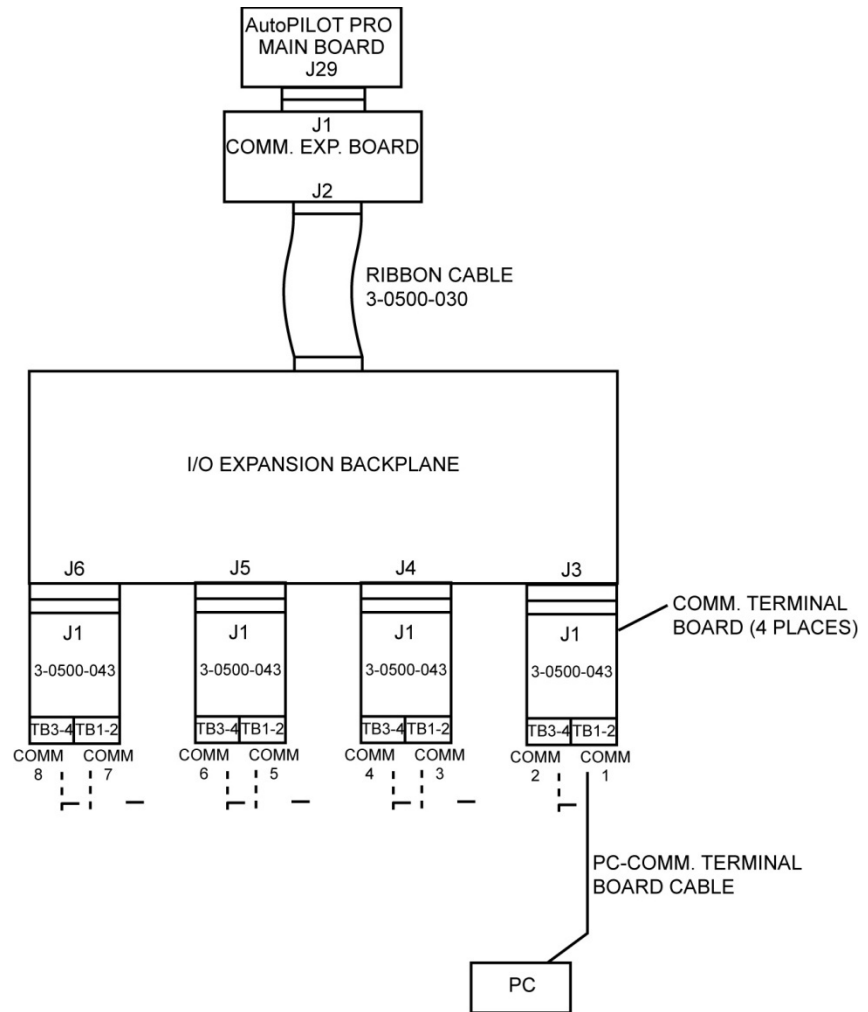 AutoPILOT PRO
MAIN BOARD
J29
J1
COMM. EXP. BOARD
J2
RIBBON CABLE
3-0500-030
I/O EXPANSION BACKPLANE
J6 J5 J4 J3
COMM. TERMINAL
BOARD (4 PLACES)
J1 J1 J1 J1
3-0500-043 3-0500-043 3-0500-043 3-0500-043
TB3-4 TB1-2 TB3-4 TB1-2 TB3-4 TB1-2 TB3-4 TB1-2
COMM COMM COMM COMM COMM COMM COMM COMM
8 7 6 5 4 3 2 1
PC-COMM. TERMINAL
BOARD CABLE
PC